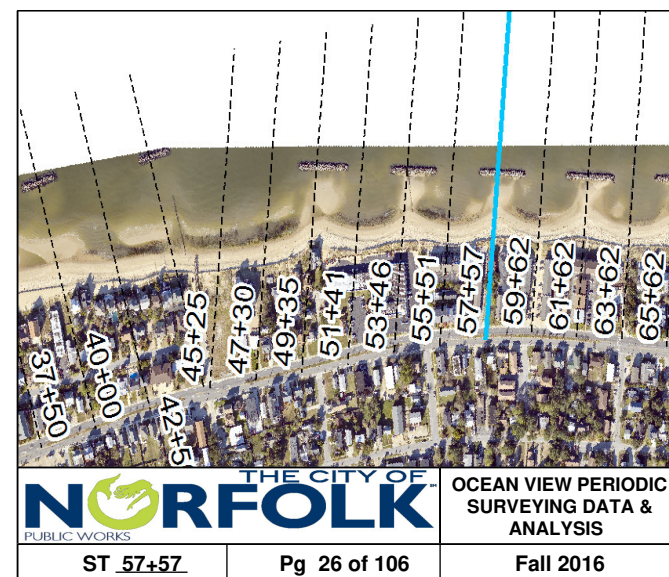 37+50
40+00
42+5
45+25
47+30
49+35
51+41
53+46
55+51
57+57
59+62
61+62
63+62
65+62
THE CITY OF
NORFOLK
SM
PUBLIC WORKS
OCEAN VIEW PERIODIC
SURVEYING DATA &
ANALYSIS
ST 57+57
Pg 26 of 106
Fall 2016